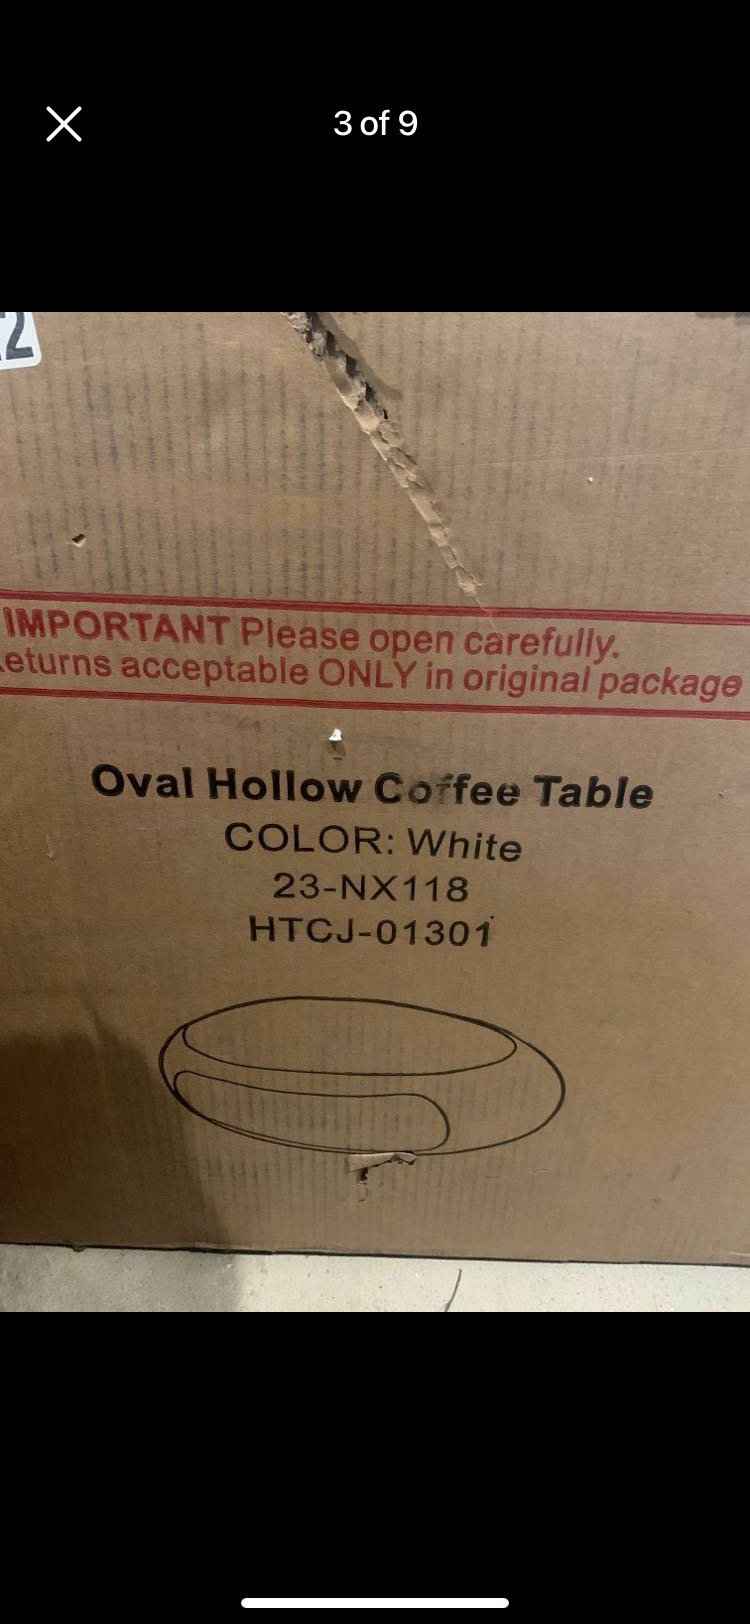 3 of 9
2
IMPORTANT Please open carefully.
eturns acceptable ONLY in original package
Oval Hollow Coffee Table
COLOR: White
23-NX118
HTCJ-01301